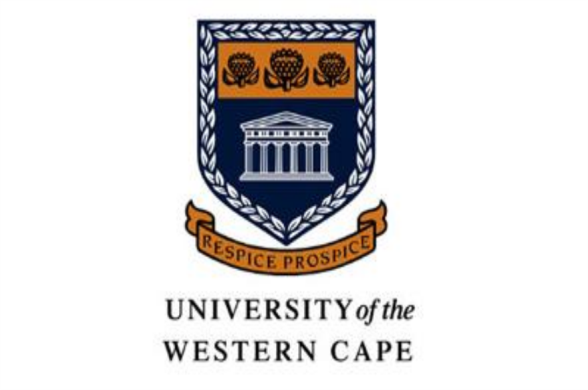 RESPICE PROSPICE
UNIVERSITY of the
WESTERN CAPE